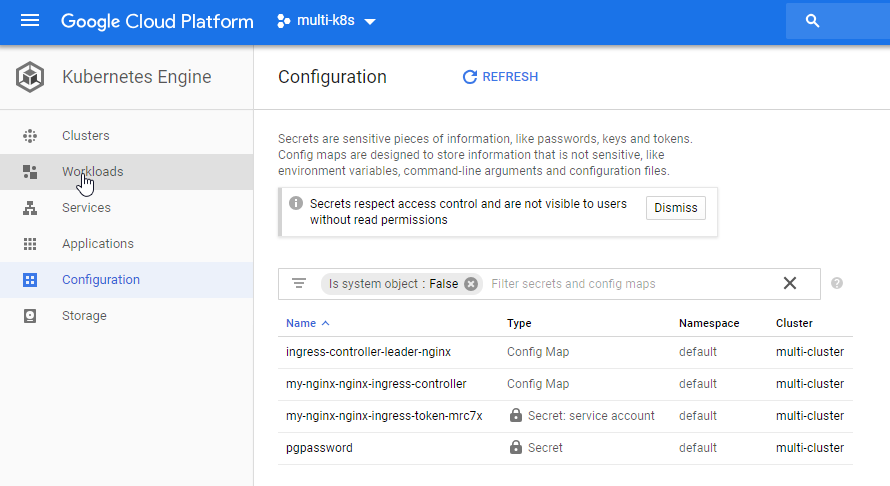 Google Cloud Platform multi-k8s
Kubernetes Engine
Configuration REFRESH
Clusters
Workloads
Services
Applications
Configuration
Storage
Secrets are sensitive pieces of information, like passwords, keys and tokens.
Config maps are designed to store information that is not sensitive, like
environment variables, command-line arguments and configuration files.
Secrets respect access control and are not visible to users
without read permissions
Dismiss
Is system object : False Filter secrets and config maps
Name Type Namespace Cluster
ingress-controller-leader-nginx Config Map default multi-cluster
my-nginx-nginx-ingress-controller Config Map default multi-cluster
my-nginx-nginx-ingress-token-mrc7x Secret: service account default multi-cluster
pgpassword Secret default multi-cluster